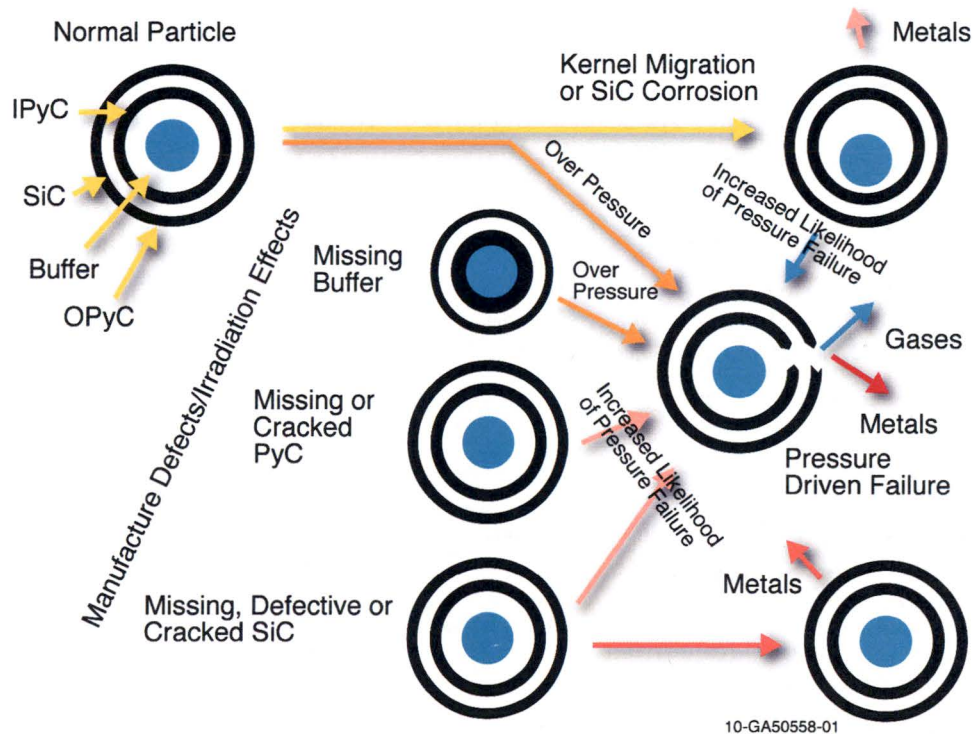 Normal Particle
IPyC
SiC
Buffer
OPyC
Manufacture Defects/Irradiation Effects
Kernel Migration
or SiC Corrosion
Metals
Over Pressure
Increased Likelihood
of Pressure Failure
Missing
Buffer
Over
Pressure
Gases
Metals
Pressure
Driven Failure
Missing or
Cracked
PyC
Increased Likelihood
of Pressure Failure
Missing, Defective or
Cracked SiC
Metals
10-GA50558-01